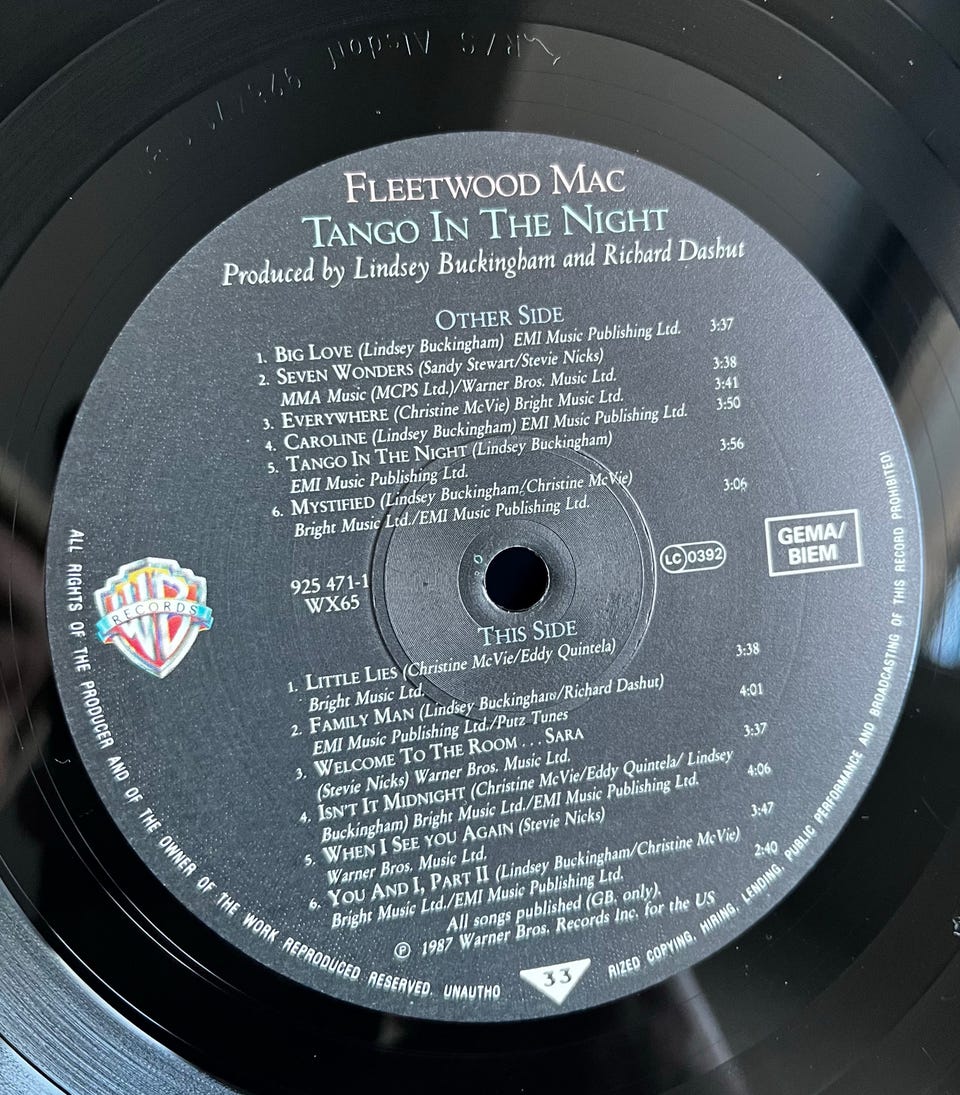 FLEETWOOD MAC
TANGO IN THE NIGHT
Produced by Lindsey Buckingham and Richard Dashut
OTHER SIDE
1. BIG LOVE (Lindsey Buckingham) EMI Music Publishing Ltd. 3:37
2. SEVEN WONDERS (Sandy Stewart/Stevie Nicks)
MMA Music (MCPS Ltd.)/Warner Bros. Music Ltd. 3:38
3. EVERYWHERE (Christine McVie) Bright Music Ltd. 3:41
4. CAROLINE (Lindsey Buckingham) EMI Music Publishing Ltd. 3:50
5. TANGO IN THE NIGHT (Lindsey Buckingham)
EMI Music Publishing Ltd. 3:56
6. MYSTIFIED (Lindsey Buckingham/Christine McVie)
Bright Music Ltd./EMI Music Publishing Ltd. 3:06
925 471-1
WX65
LC 0392
GEMA/
BIEM
WB
RECORDS
THIS SIDE
1. LITTLE LIES (Christine McVie/Eddy Quintela)
Bright Music Ltd. 3:38
2. FAMILY MAN (Lindsey Buckingham/Richard Dashut)
EMI Music Publishing Ltd./Putz Tunes 4:01
3. WELCOME TO THE ROOM . . . SARA
(Stevie Nicks) Warner Bros. Music Ltd. 3:37
4. ISN'T IT MIDNIGHT (Christine McVie/Eddy Quintela/ Lindsey
Buckingham) Bright Music Ltd./EMI Music Publishing Ltd. 4:06
5. WHEN I SEE YOU AGAIN (Stevie Nicks)
Warner Bros. Music Ltd. 3:47
6. YOU AND I, PART II (Lindsey Buckingham/Christine McVie)
Bright Music Ltd./EMI Music Publishing Ltd. 2:40
All songs published (GB. only).
℗ 1987 Warner Bros. Records Inc. for the US
33
ALL RIGHTS OF THE PRODUCER AND OF THE OWNER OF THE WORK REPRODUCED RESERVED. UNAUTHORIZED COPYING, HIRING, LENDING, PUBLIC PERFORMANCE AND BROADCASTING OF THIS RECORD PROHIBITED!